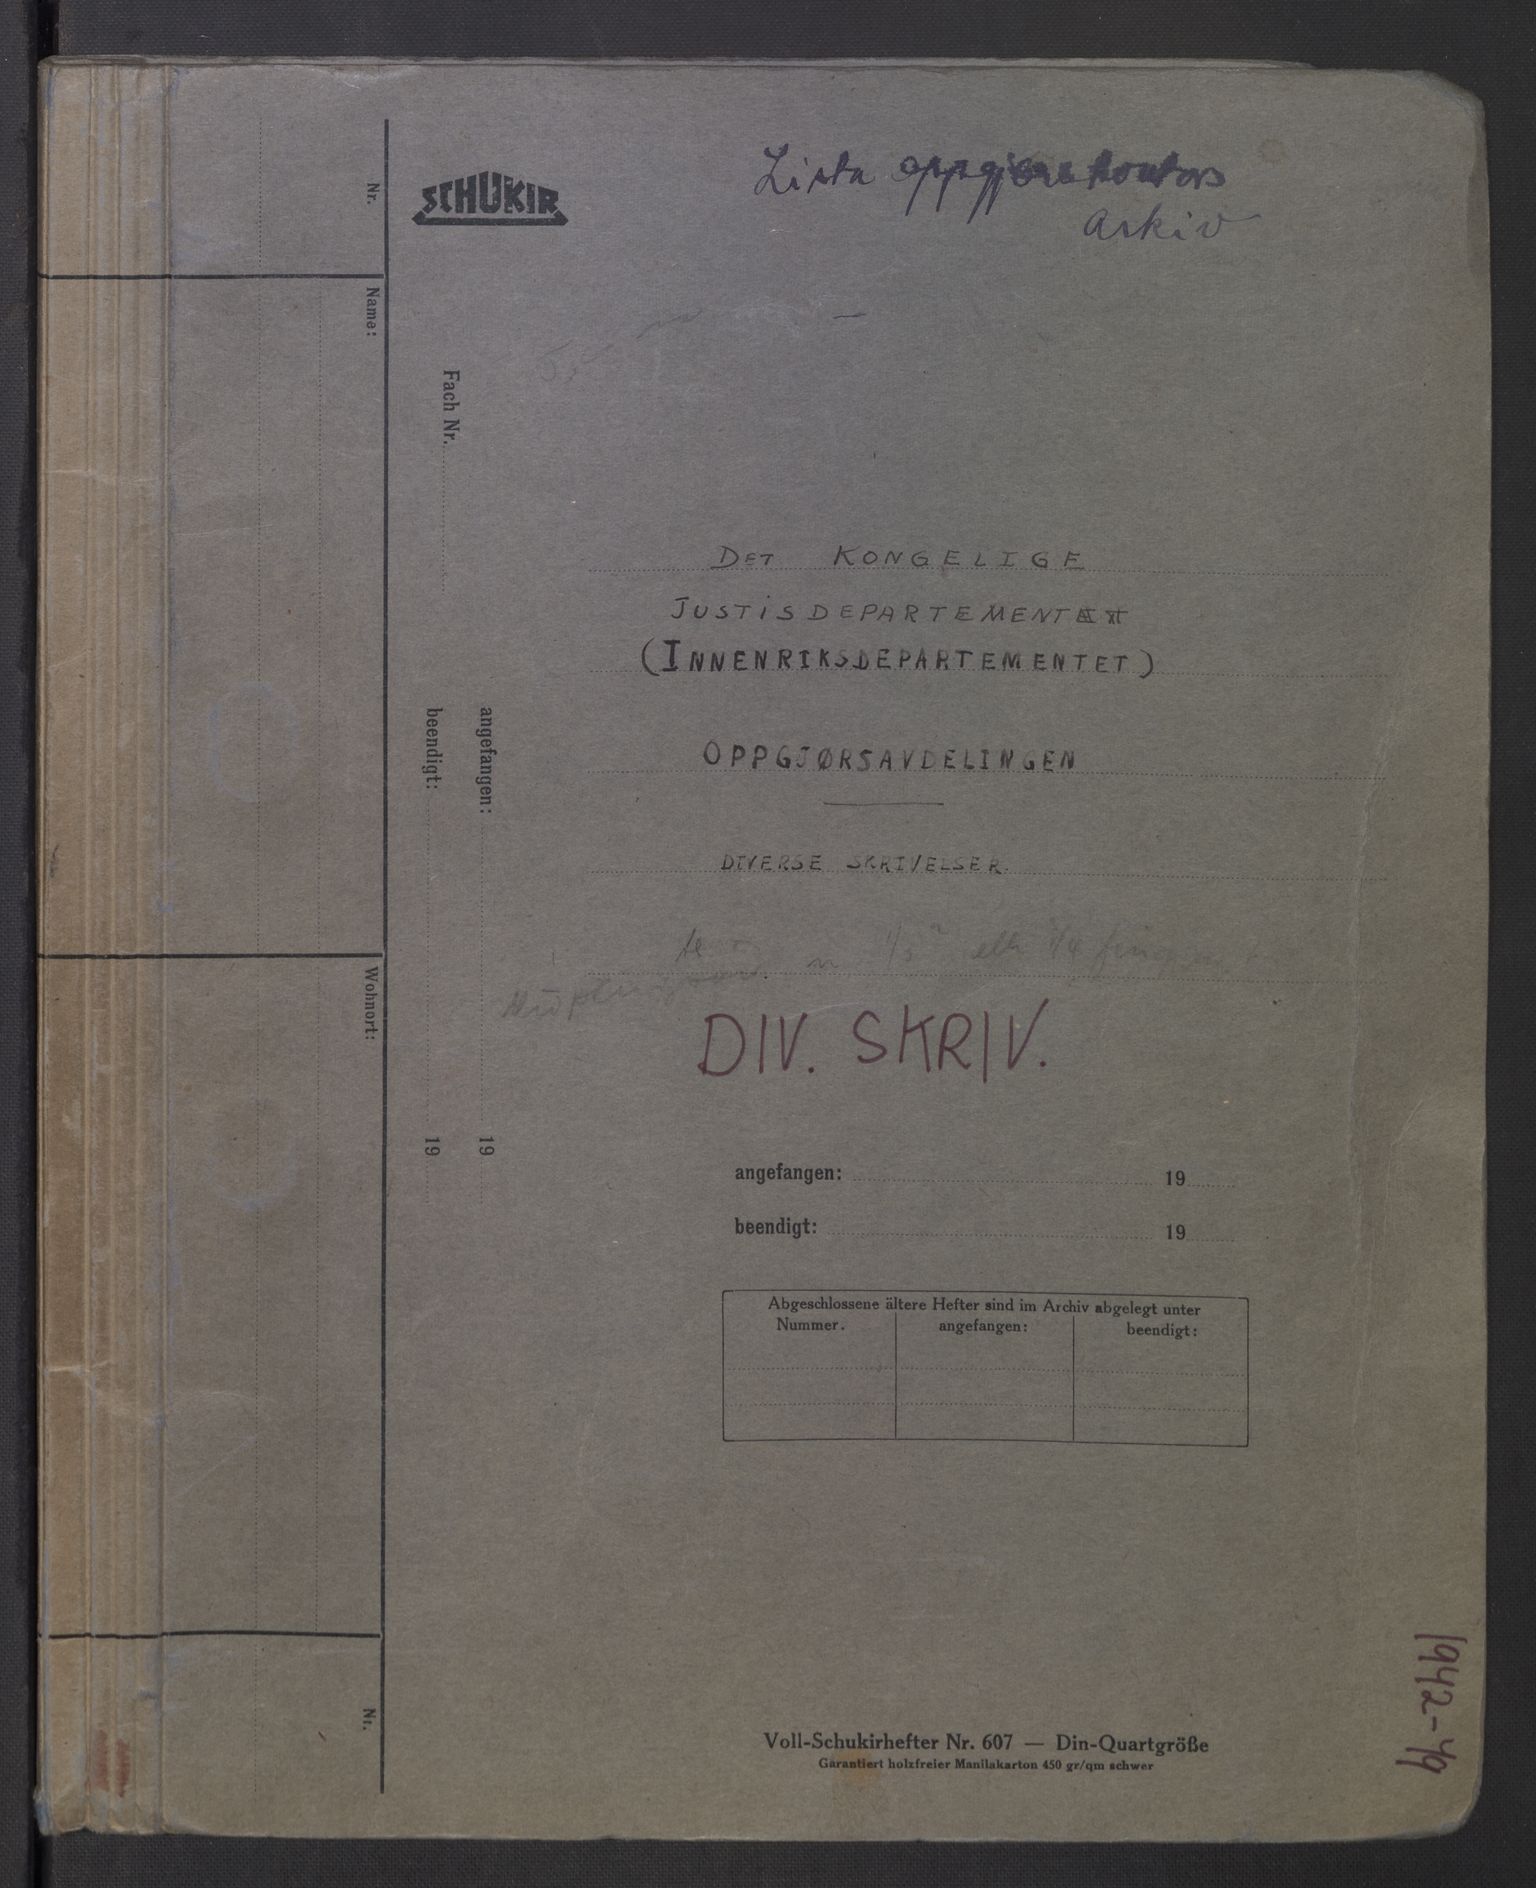 Lista oppgjørskontors
arkiv
SCHUKIR
Nr.
Name:
Wohnort:
Nr.
Fach Nr.
angefangen: 19
beendigt: 19
DET KONGELIGE
JUSTISDEPARTEMENT
(INNENRIKSDEPARTEMENTET)
OPPGJØRSAVDELINGEN
DIVERSE SKRIVELSER.
DIV. SKRIV.
angefangen: 19
beendigt: 19
Abgeschlossene ältere Hefter sind im Archiv abgelegt unter
Nummer. angefangen: beendigt:
1942-49
Voll-Schukirhefter Nr. 607 — Din-Quartgröße
Garantiert holzfreier Manilakarton 450 gr/qm schwer